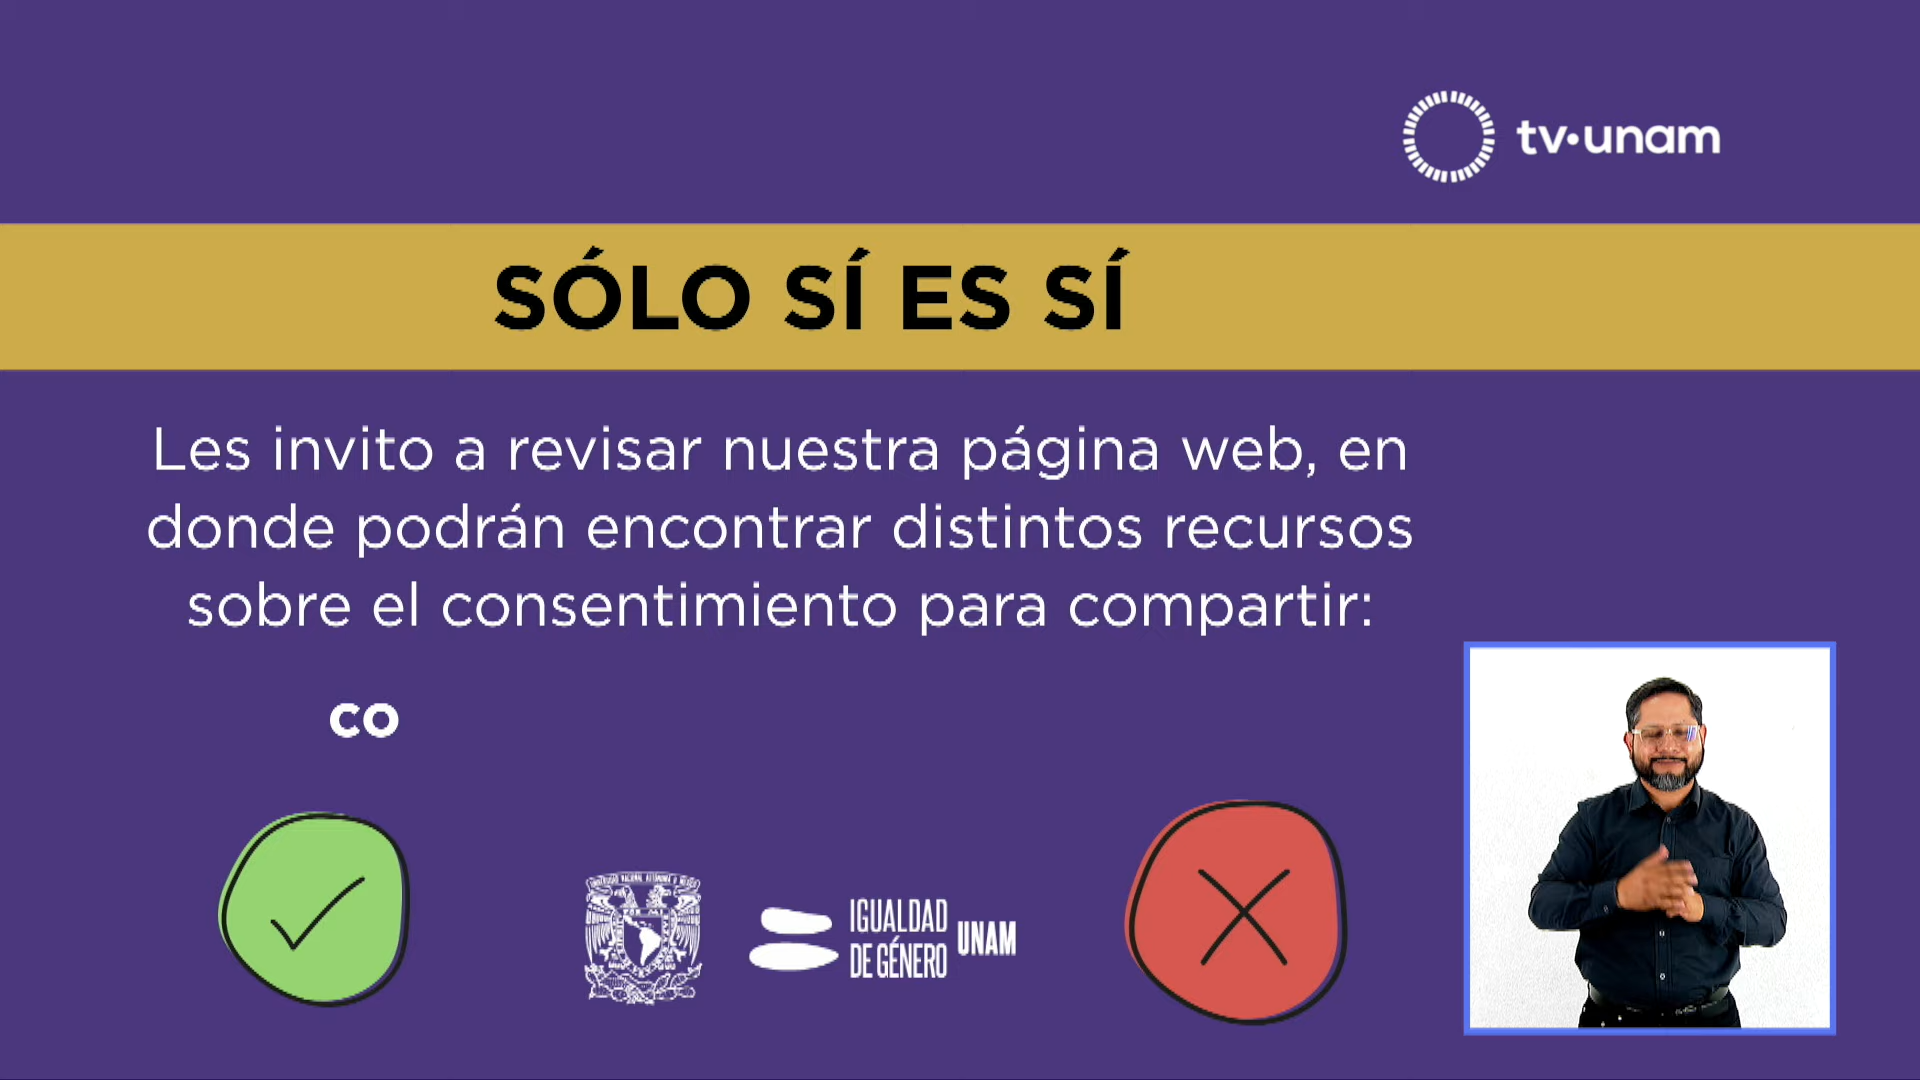 tv·unam
SÓLO SÍ ES SÍ
Les invito a revisar nuestra página web, en
donde podrán encontrar distintos recursos
sobre el consentimiento para compartir:
co
IGUALDAD
DE GÉNERO
UNAM